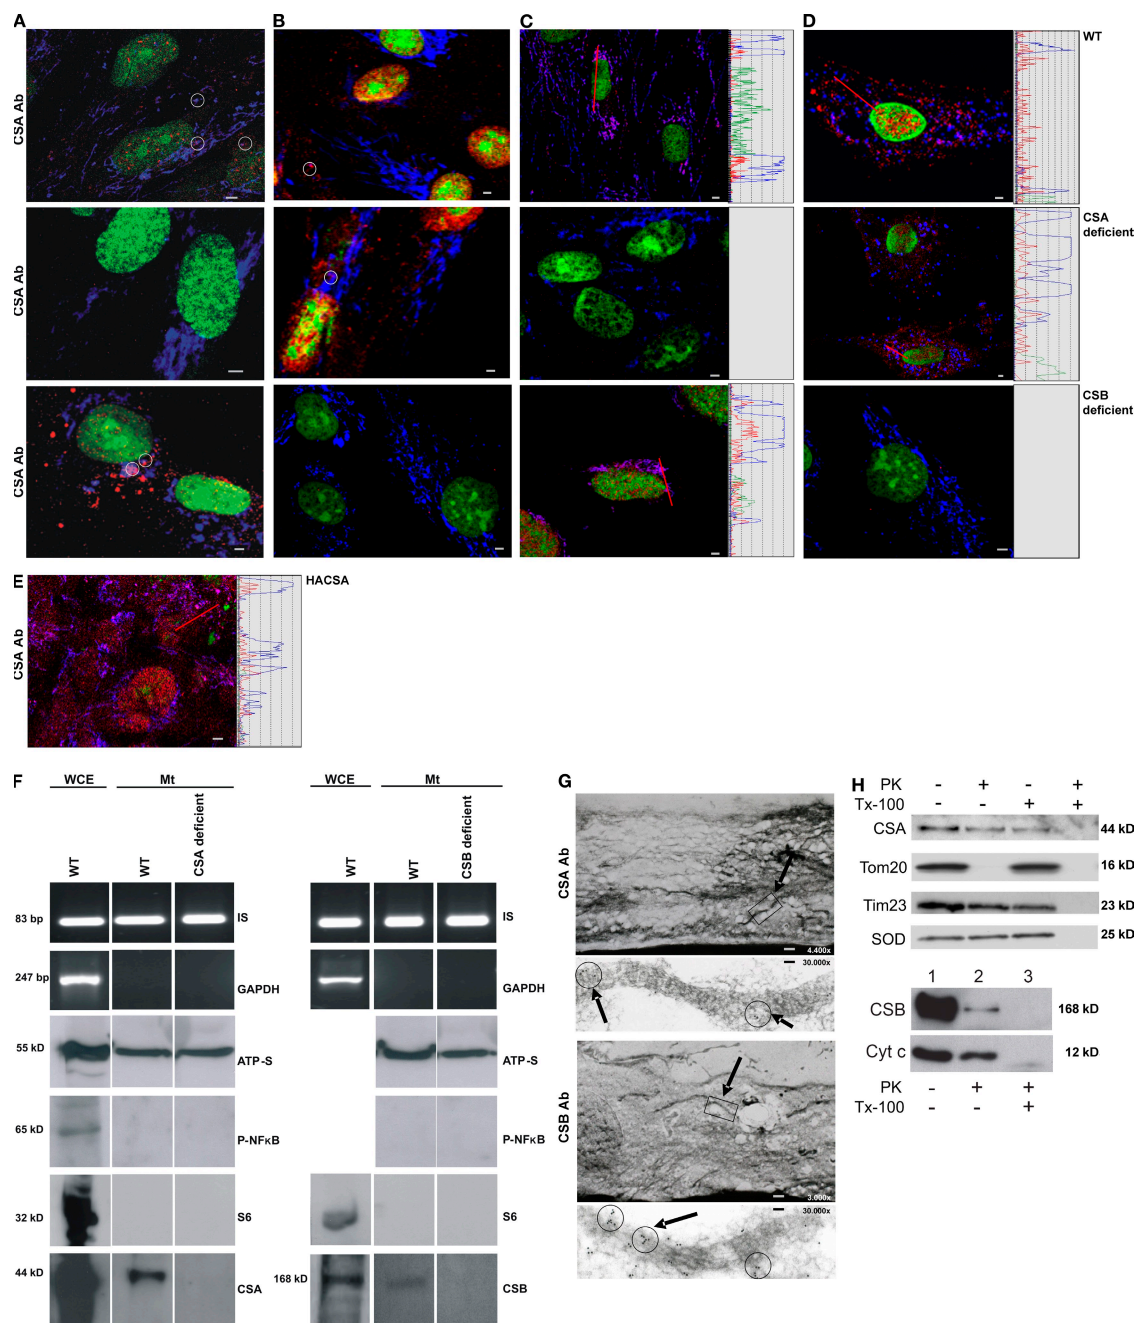 A
B
C
D
WT
CSA Ab
CSA Ab
CSA deficient
CSA Ab
CSB deficient
E
HACSA
CSA Ab
F
WCE
Mt
WT
WT
CSA deficient
83 bp
IS
247 bp
GAPDH
55 kD
ATP-S
65 kD
P-NFκB
32 kD
S6
44 kD
CSA
WCE
Mt
WT
WT
CSB deficient
IS
GAPDH
ATP-S
P-NFκB
S6
168 kD
CSB
G
CSA Ab
4.400x
30.000x
CSB Ab
3.000x
30.000x
H
PK - + - +
Tx-100 - - + +
CSA 44 kD
Tom20 16 kD
Tim23 23 kD
SOD 25 kD
1 2 3
CSB 168 kD
Cyt c 12 kD
PK - + +
Tx-100 - - +